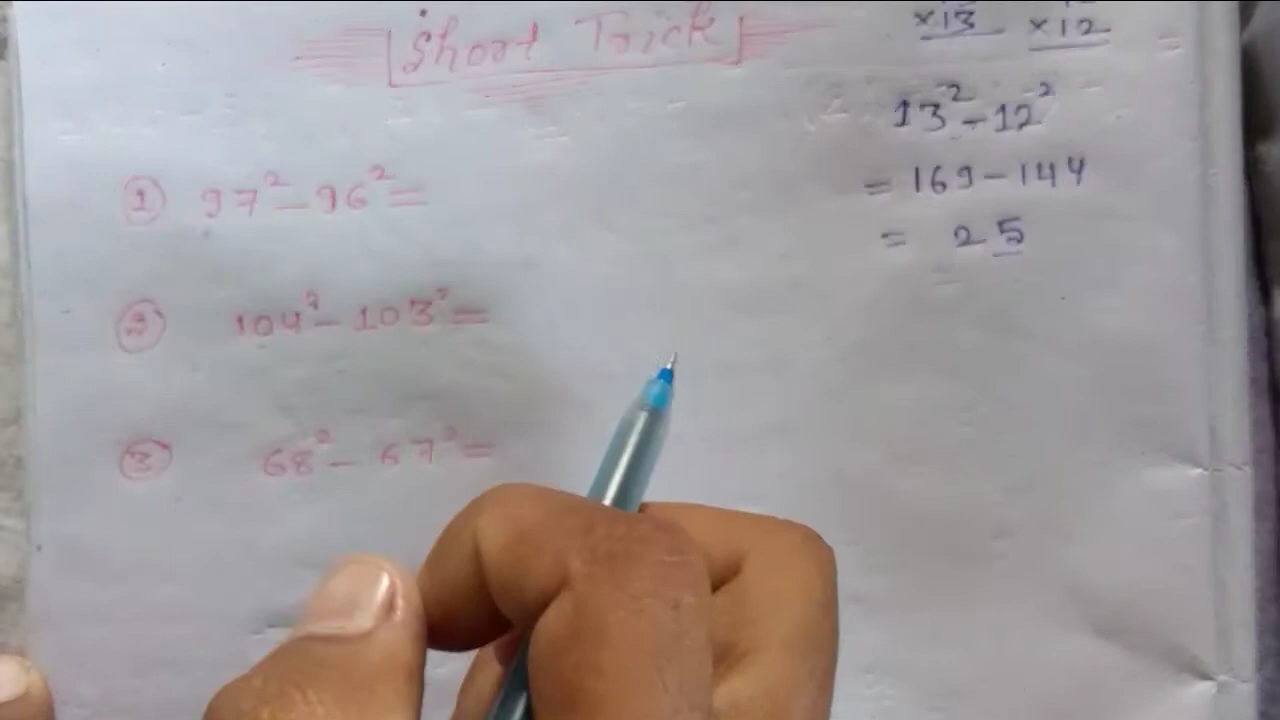 Short Trick
×13 ×12
13² - 12²
= 169 - 144
= 25
① 97² - 96² =
② 104² - 103² =
③ 68² - 67² =